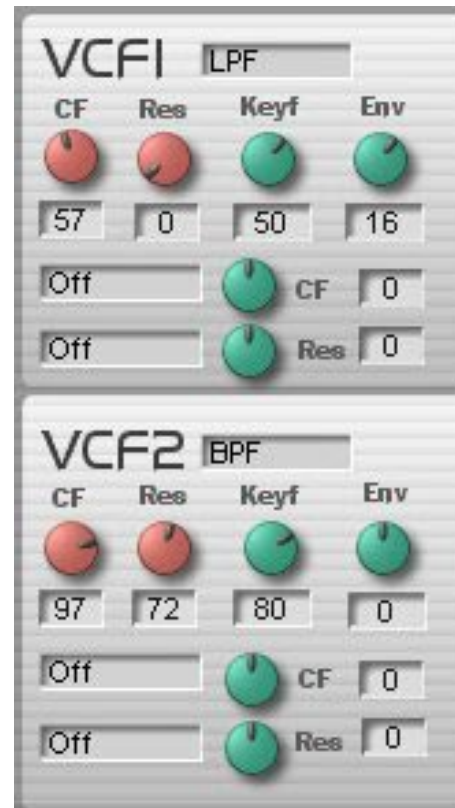 VCF1 LPF
CF Res Keyf Env
57 0 50 16
Off CF 0
Off Res 0
VCF2 BPF
CF Res Keyf Env
97 72 80 0
Off CF 0
Off Res 0